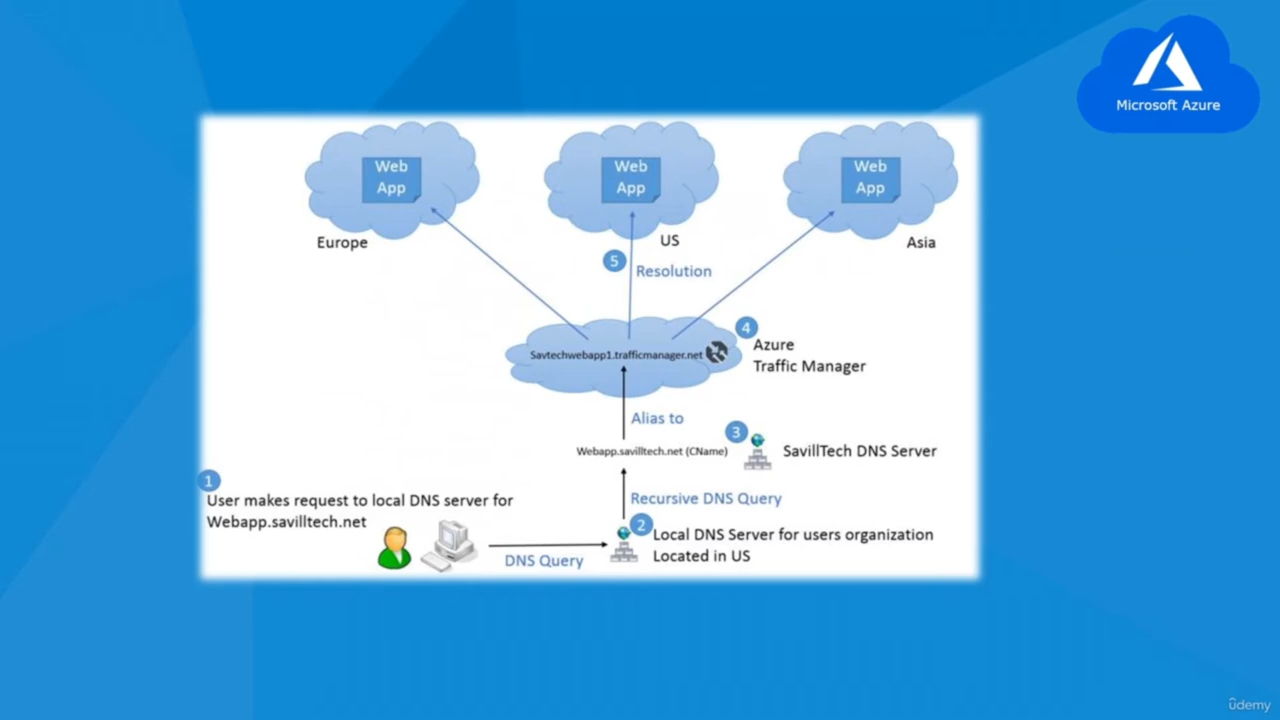 Microsoft Azure
Web
App
Web
App
Web
App
Europe
US
Asia
5
Resolution
4
Savtechwebapp1.trafficmanager.net
Azure
Traffic Manager
Alias to
3
Webapp.savilltech.net (CName)
SavillTech DNS Server
1
User makes request to local DNS server for
Webapp.savilltech.net
Recursive DNS Query
2
Local DNS Server for users organization
Located in US
DNS Query
ûdemy